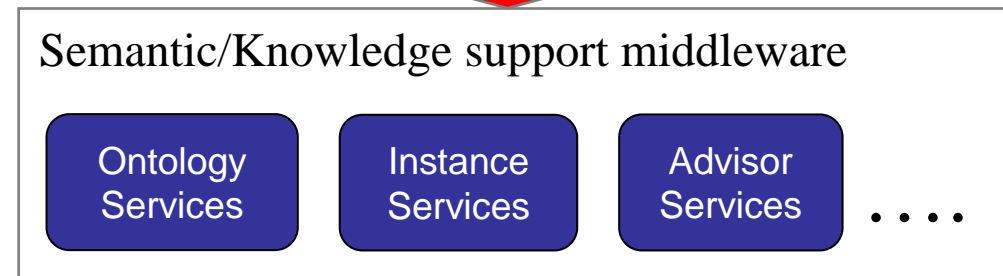 Semantic/Knowledge support middleware
Ontology
Services
Instance
Services
Advisor
Services
....